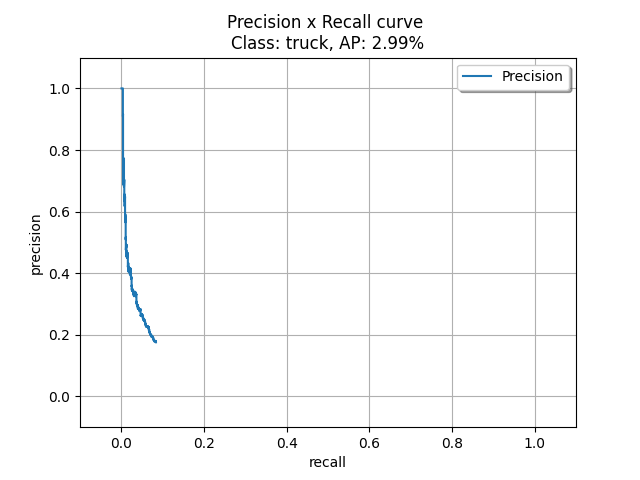 Precision x Recall curve
Class: truck, AP: 2.99%
Precision
1.0
0.8
0.6
0.4
0.2
0.0
precision
0.0 0.2 0.4 0.6 0.8 1.0
recall